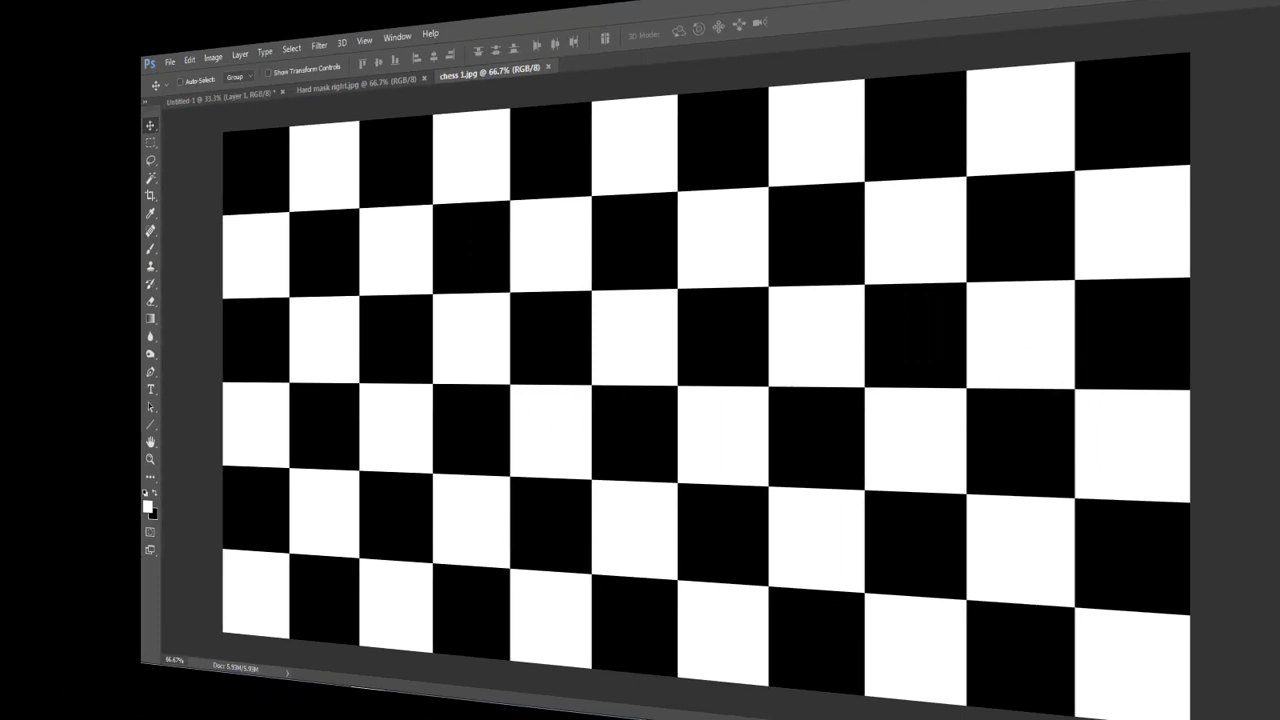 Ps File Edit Image Layer Type Select Filter 3D View Window Help
Auto-Select: Group Show Transform Controls 3D Mode:
Untitled-1 @ 33.3% (Layer 1, RGB/8) * × Hard mask right.jpg @ 66.7% (RGB/8) × chess 1.jpg @ 66.7% (RGB/8) ×
66.67% Doc: 5.93M/5.93M